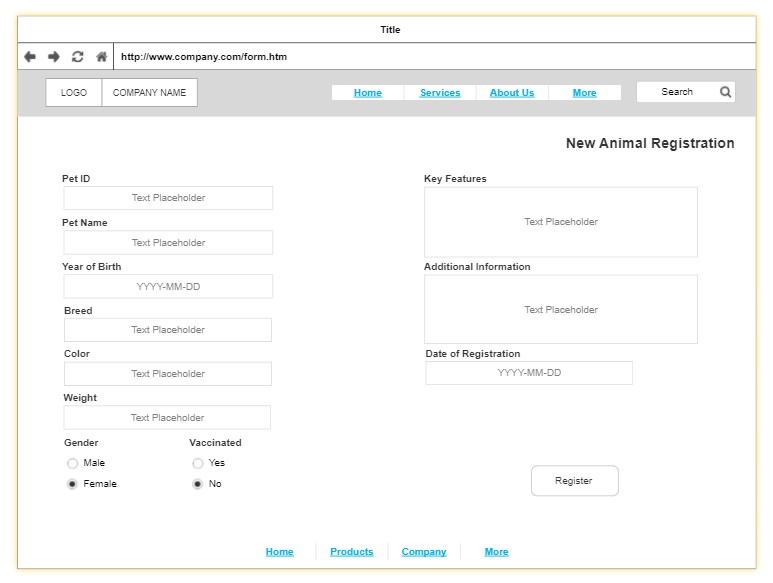 Title
http://www.company.com/form.htm
LOGO COMPANY NAME Home Services About Us More Search
New Animal Registration
Pet ID
Text Placeholder
Pet Name
Text Placeholder
Year of Birth
YYYY-MM-DD
Breed
Text Placeholder
Color
Text Placeholder
Weight
Text Placeholder
Gender Vaccinated
Male Yes
Female No
Key Features
Text Placeholder
Additional Information
Text Placeholder
Date of Registration
YYYY-MM-DD
Register
Home Products Company More